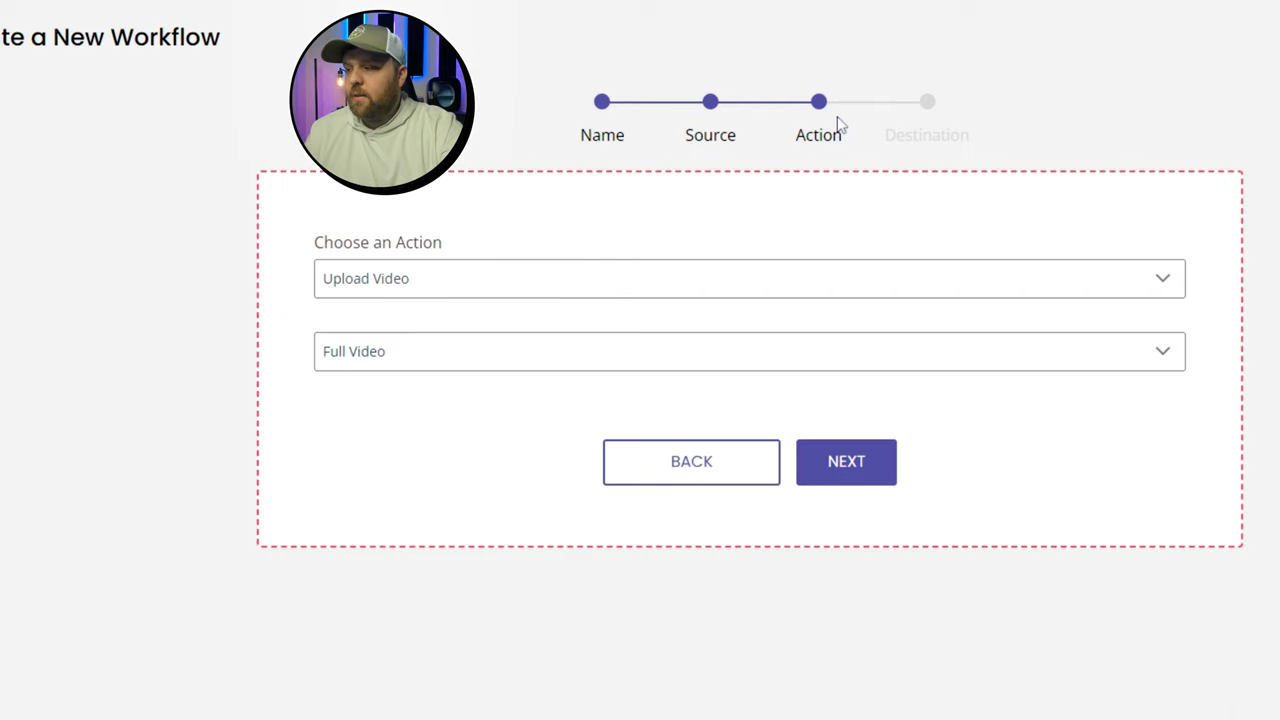 te a New Workflow
Name
Source
Action
Destination
Choose an Action
Upload Video
Full Video
BACK
NEXT